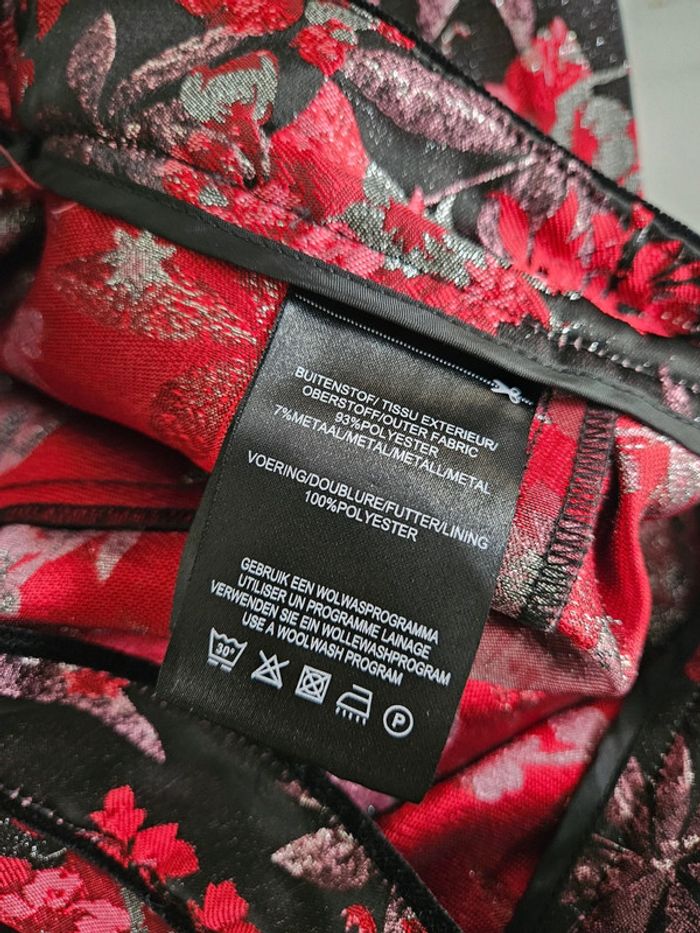 BUITENSTOF/ TISSU EXTERIEUR/
OBERSTOFF/OUTER FABRIC
93%POLYESTER
7%METAAL/METAL/METALL/METAL
VOERING/DOUBLURE/FUTTER/LINING
100%POLYESTER
GEBRUIK EEN WOLWASPROGRAMMA
UTILISER UN PROGRAMME LAINAGE
VERWENDEN SIE EIN WOLLEWASHPROGRAM
USE A WOOLWASH PROGRAM
30° P